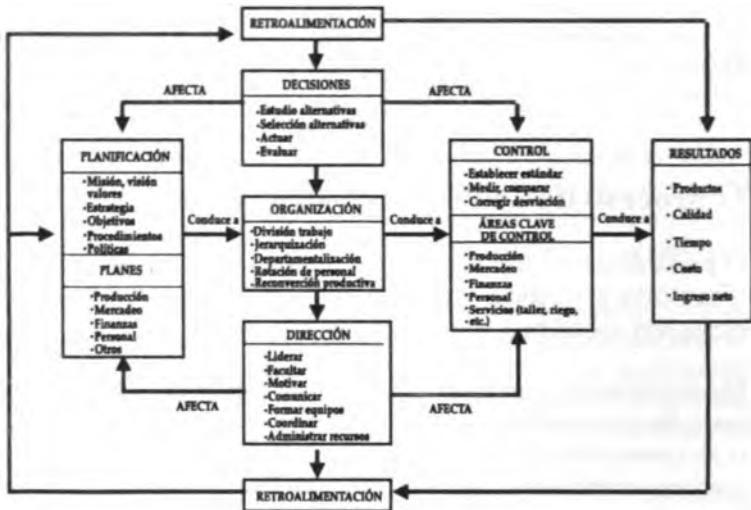 RETROALIMENTACIÓN
DECISIONES
·Estudio alternativas
·Selección alternativas
·Actuar
·Evaluar
AFECTA
AFECTA
PLANIFICACIÓN
·Misión, visión
valores
·Estrategia
·Objetivos
·Procedimientos
·Políticas
PLANES
·Producción
·Mercadeo
·Finanzas
·Personal
·Otros
Conduce a
ORGANIZACIÓN
·División trabajo
·Jerarquización
·Departamentalización
·Rotación de personal
·Reconversión productiva
Conduce a
CONTROL
·Establecer estándar
·Medir, comparar
·Corregir desviación
ÁREAS CLAVE
DE CONTROL
·Producción
·Mercadeo
·Finanzas
·Personal
·Servicios (taller, riego,
etc.)
Conduce a
RESULTADOS
·Productos
·Calidad
·Tiempo
·Costo
·Ingreso neto
DIRECCIÓN
·Liderar
·Facultar
·Motivar
·Comunicar
·Formar equipos
·Coordinar
·Administrar recursos
AFECTA
AFECTA
RETROALIMENTACIÓN